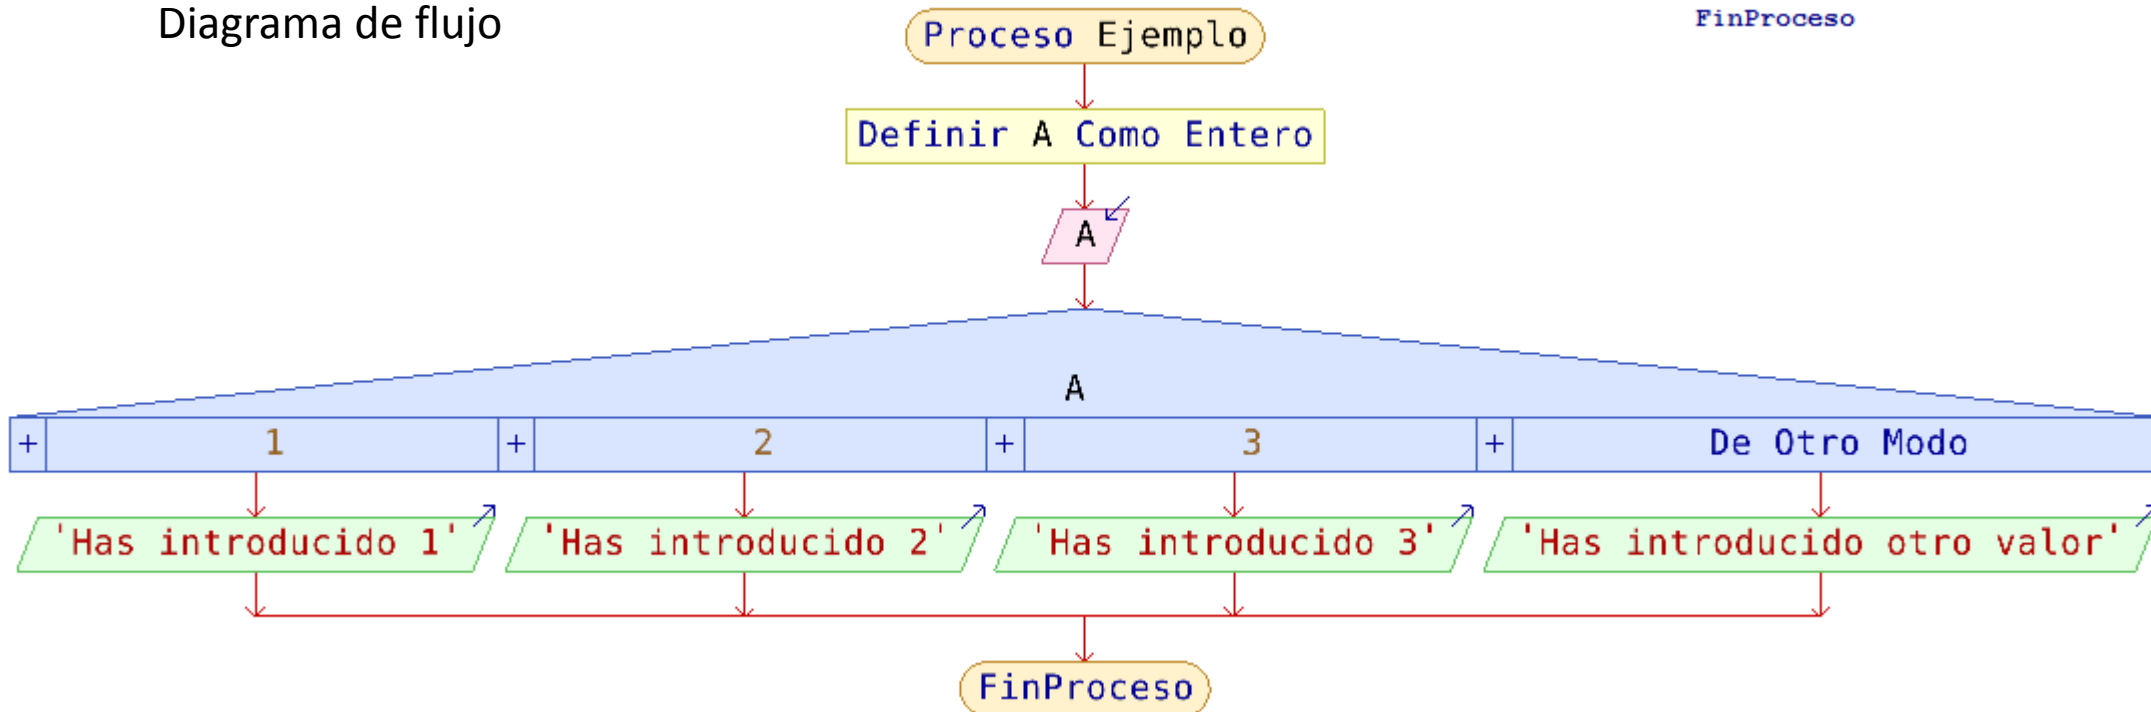 Diagrama de flujo
FinProceso
Proceso Ejemplo
Definir A Como Entero
A
A
+ 1 + 2 + 3 + De Otro Modo
'Has introducido 1' 'Has introducido 2' 'Has introducido 3' 'Has introducido otro valor'
FinProceso